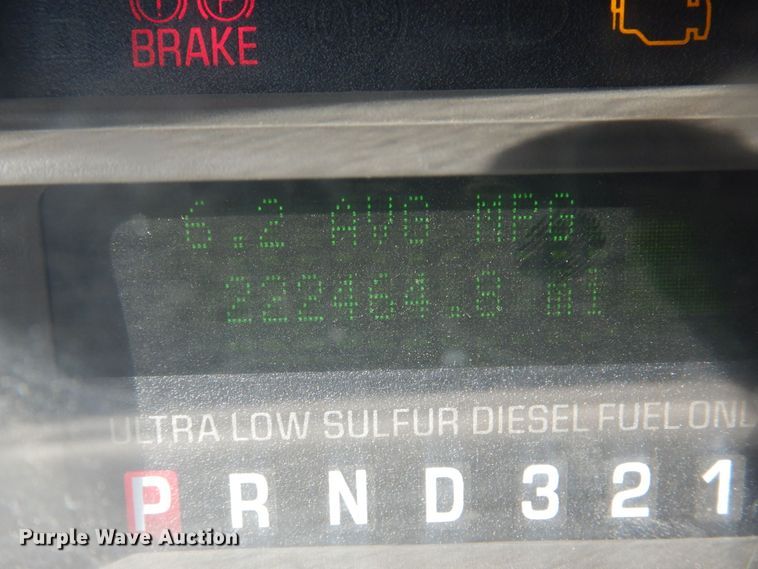 BRAKE
6.2 AVG MPG
222464.8 mi
ULTRA LOW SULFUR DIESEL FUEL ONL
P R N D 3 2 1
Purple Wave Auction